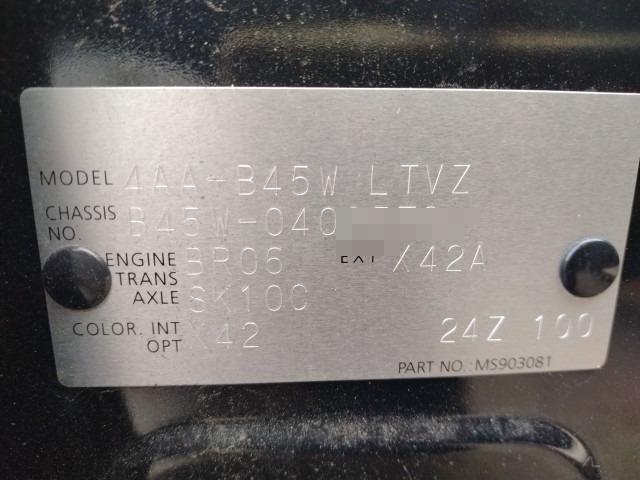 MODEL 4AA-B45W LTVZ
CHASSIS NO. B45W-040
ENGINE BR06 EXT X42A
TRANS AXLE SK10C
COLOR. INT X42
OPT 24Z 100
PART NO.:MS903081